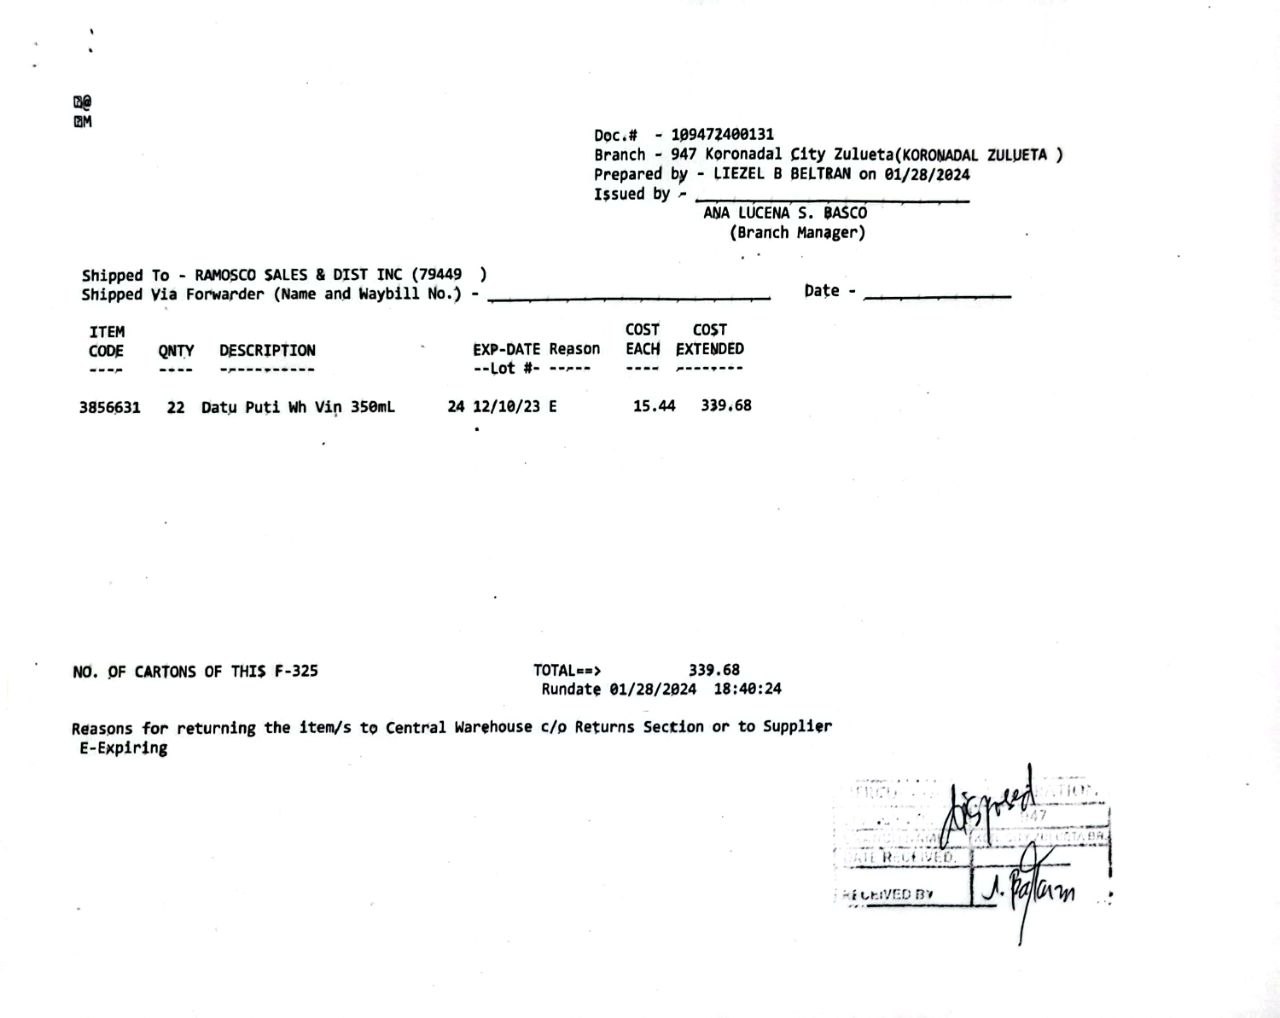 @
M
Doc.# - 109472400131
Branch - 947 Koronadal City Zulueta(KORONADAL ZULUETA )
Prepared by - LIEZEL B BELTRAN on 01/28/2024
Issued by -
ANA LUCENA S. BASCO
(Branch Manager)
Shipped To - RAMOSCO SALES & DIST INC (79449 )
Shipped Via Forwarder (Name and Waybill No.) - Date -
ITEM COST COST
CODE QNTY DESCRIPTION EXP-DATE Reason EACH EXTENDED
---- ---- ----------- --Lot #- ----- ---- --------
3856631 22 Datu Puti Wh Vin 350mL 24 12/10/23 E 15.44 339.68
NO. OF CARTONS OF THIS F-325 TOTAL==> 339.68
Rundate 01/28/2024 18:40:24
Reasons for returning the item/s to Central Warehouse c/o Returns Section or to Supplier
E-Expiring
Disposed
947
DATE RECEIVED:
RECEIVED BY